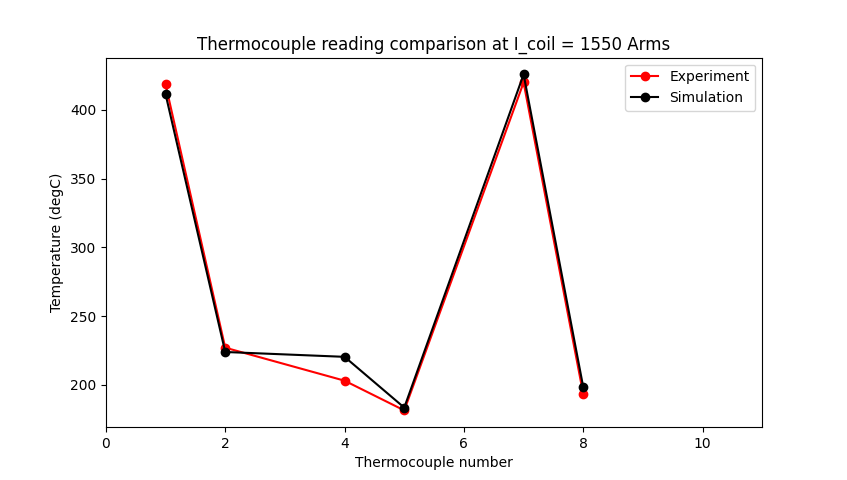 Thermocouple reading comparison at I_coil = 1550 Arms
Experiment
Simulation
Temperature (degC)
400
350
300
250
200
0 2 4 6 8 10
Thermocouple number